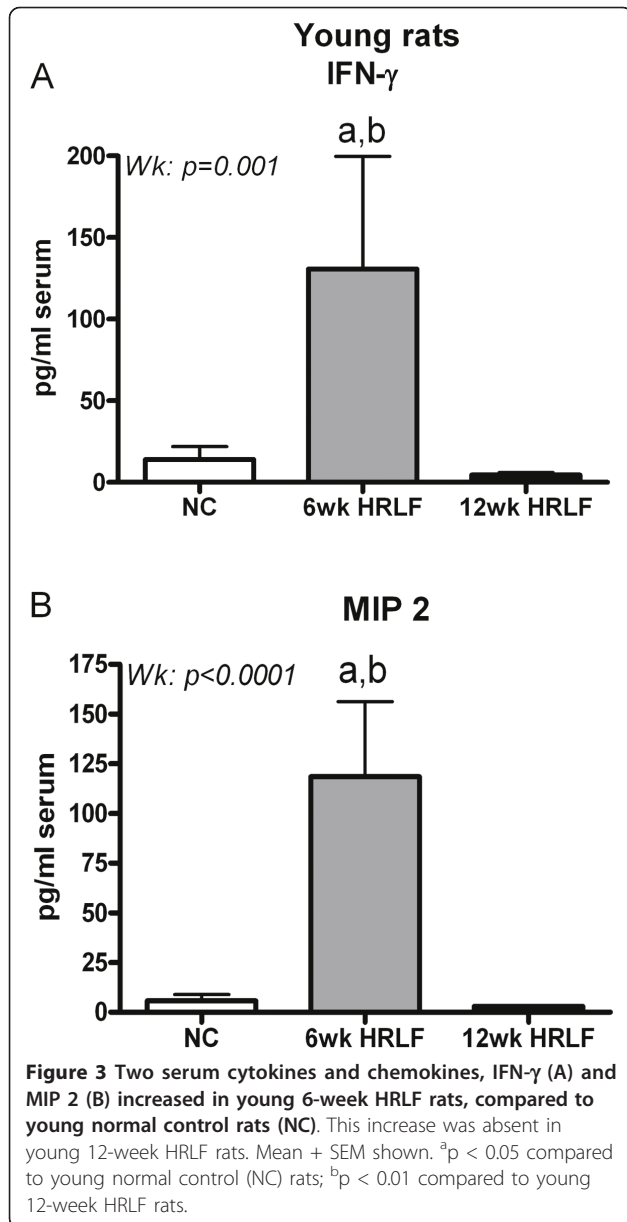 Young rats
A
IFN-γ
a,b
Wk: p=0.001
200
150
100
50
0
pg/ml serum
NC 6wk HRLF 12wk HRLF
B
MIP 2
a,b
Wk: p<0.0001
175
150
125
100
75
50
25
0
pg/ml serum
NC 6wk HRLF 12wk HRLF
Figure 3 Two serum cytokines and chemokines, IFN-γ (A) and
MIP 2 (B) increased in young 6-week HRLF rats, compared to
young normal control rats (NC). This increase was absent in
young 12-week HRLF rats. Mean + SEM shown. ᵃp < 0.05 compared
to young normal control (NC) rats; ᵇp < 0.01 compared to young
12-week HRLF rats.